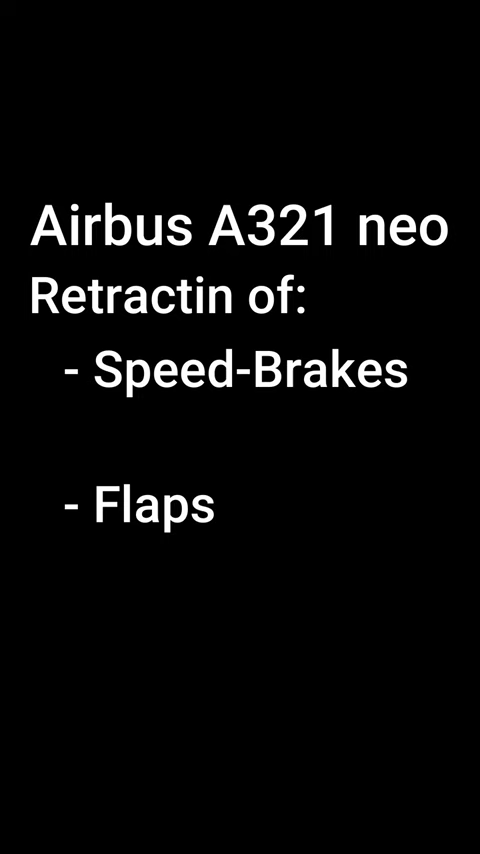 Airbus A321 neo
Retractin of:
- Speed-Brakes
- Flaps